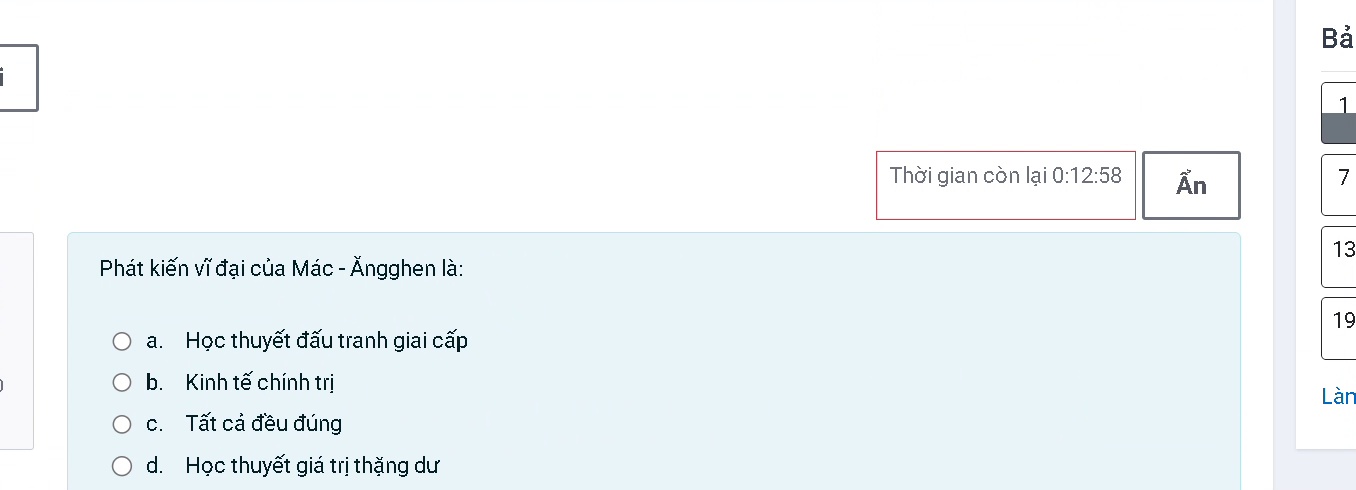 Bả
1
Thời gian còn lại 0:12:58
Ẩn
7
Phát kiến vĩ đại của Mác - Ăngghen là:
13
a. Học thuyết đấu tranh giai cấp
19
b. Kinh tế chính trị
Làn
c. Tất cả đều đúng
d. Học thuyết giá trị thặng dư